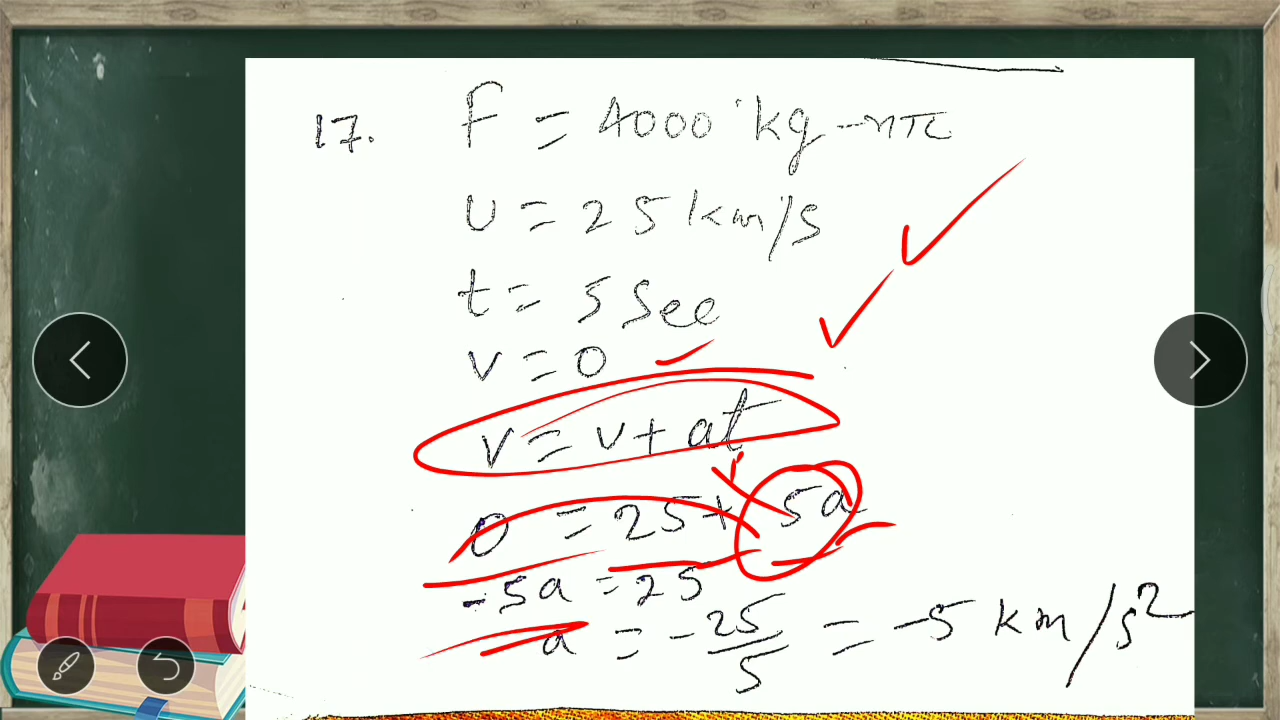 17. F = 4000 kg-wt
u = 25 km/s
t = 5 Sec
v = 0
v = u + at
0 = 25 + 5a
-5a = 25
a = -25/5 = -5 km/s²